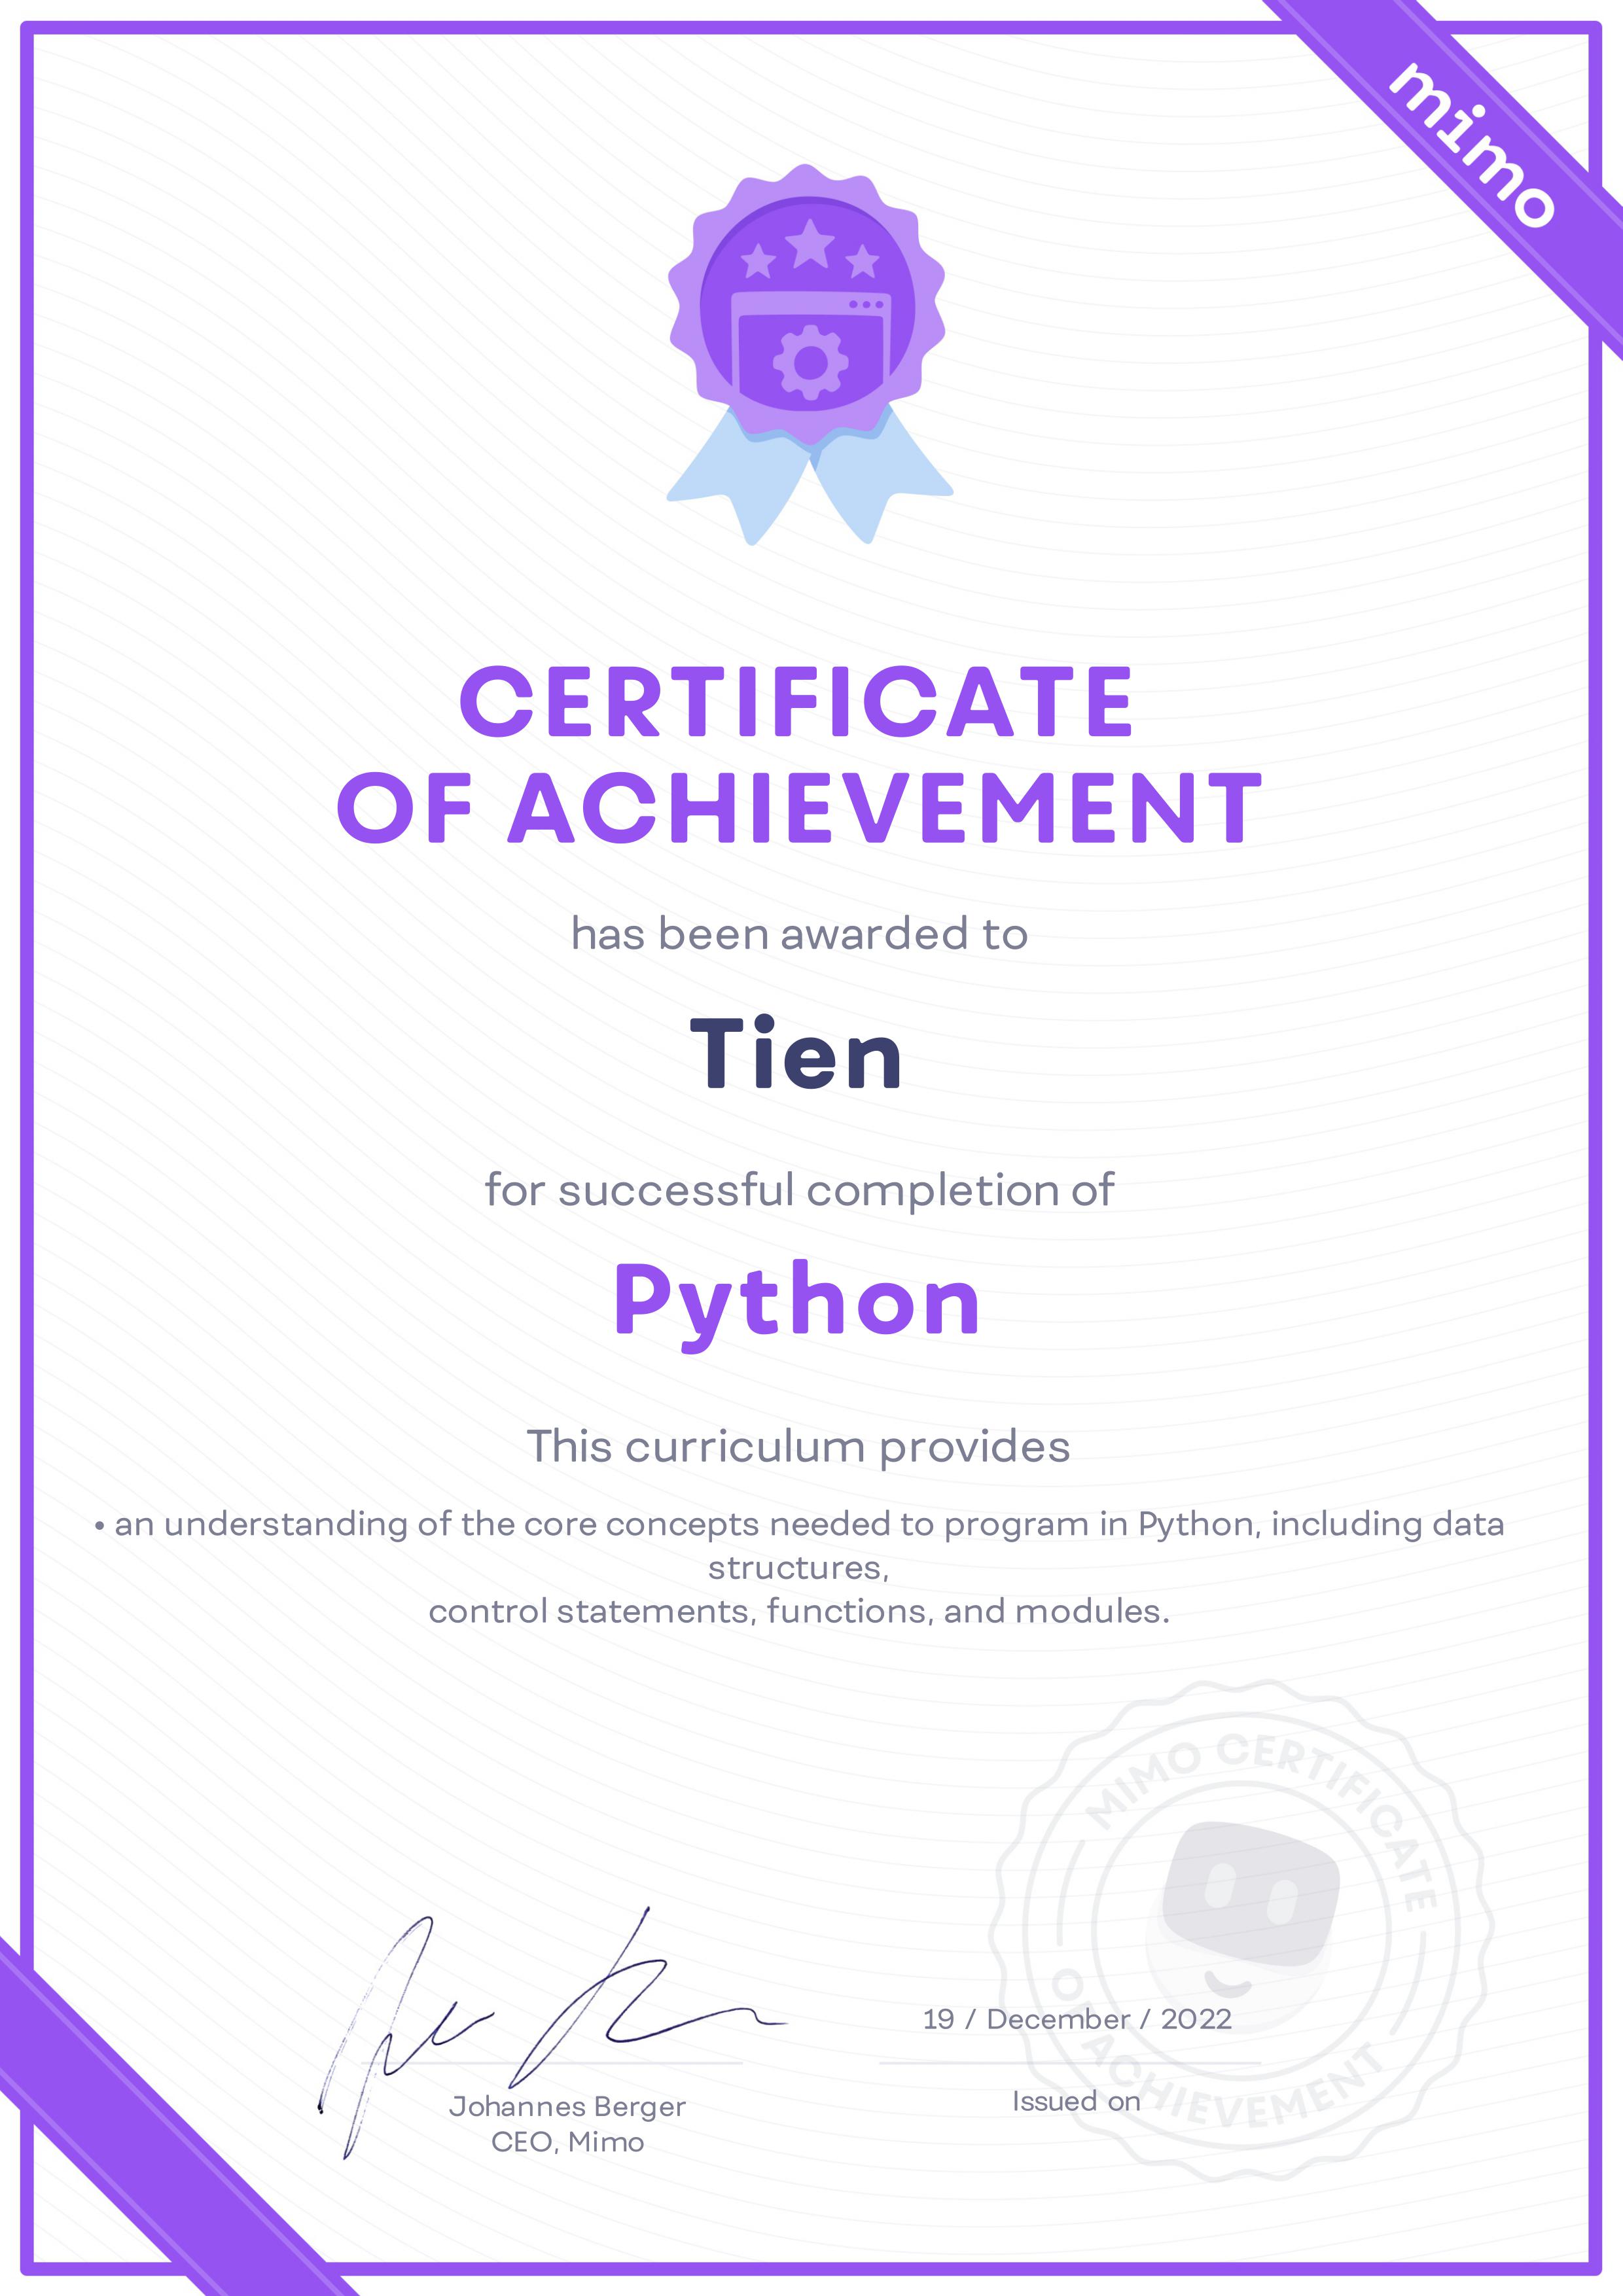 mimo
CERTIFICATE
OF ACHIEVEMENT
has been awarded to
Tien
for successful completion of
Python
This curriculum provides
• an understanding of the core concepts needed to program in Python, including data
structures,
control statements, functions, and modules.
MIMO CERTIFICATE
OF ACHIEVEMENT
19 / December / 2022
Johannes Berger
CEO, Mimo
Issued on